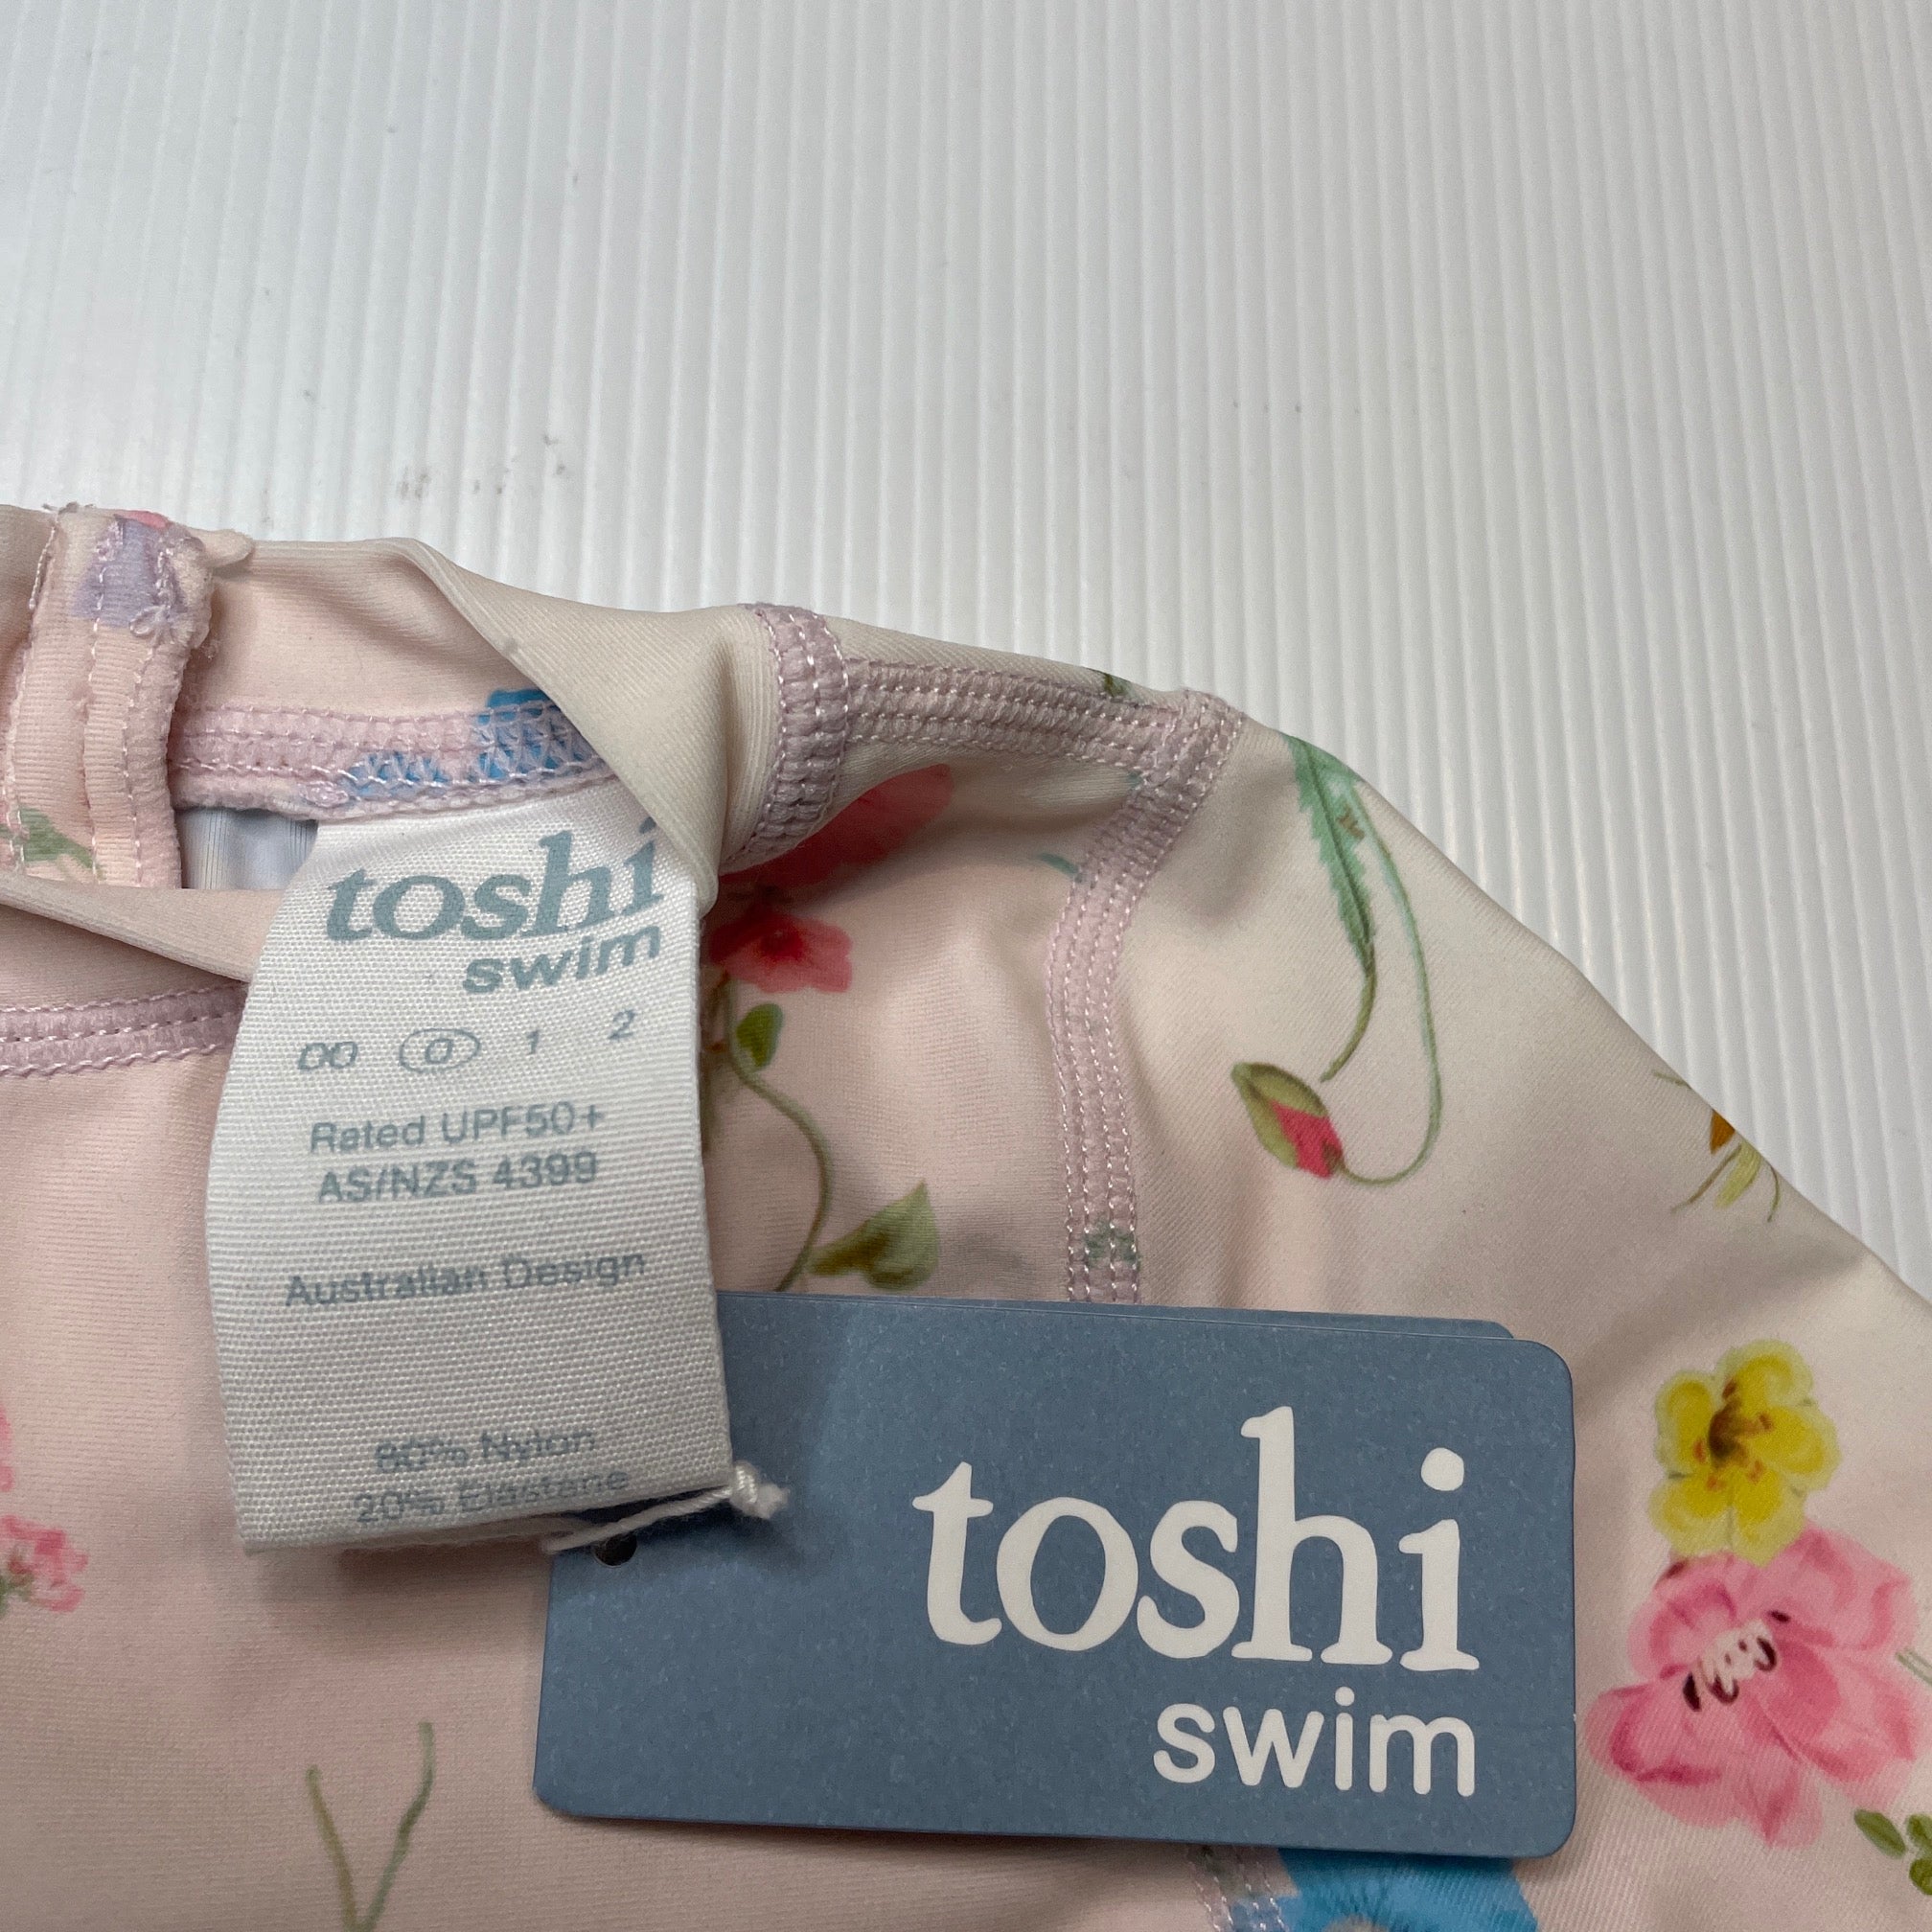 toshi
swim
00 0 1 2
Rated UPF50+
AS/NZS 4399
Australian Design
80% Nylon
20% Elastane
toshi
swim